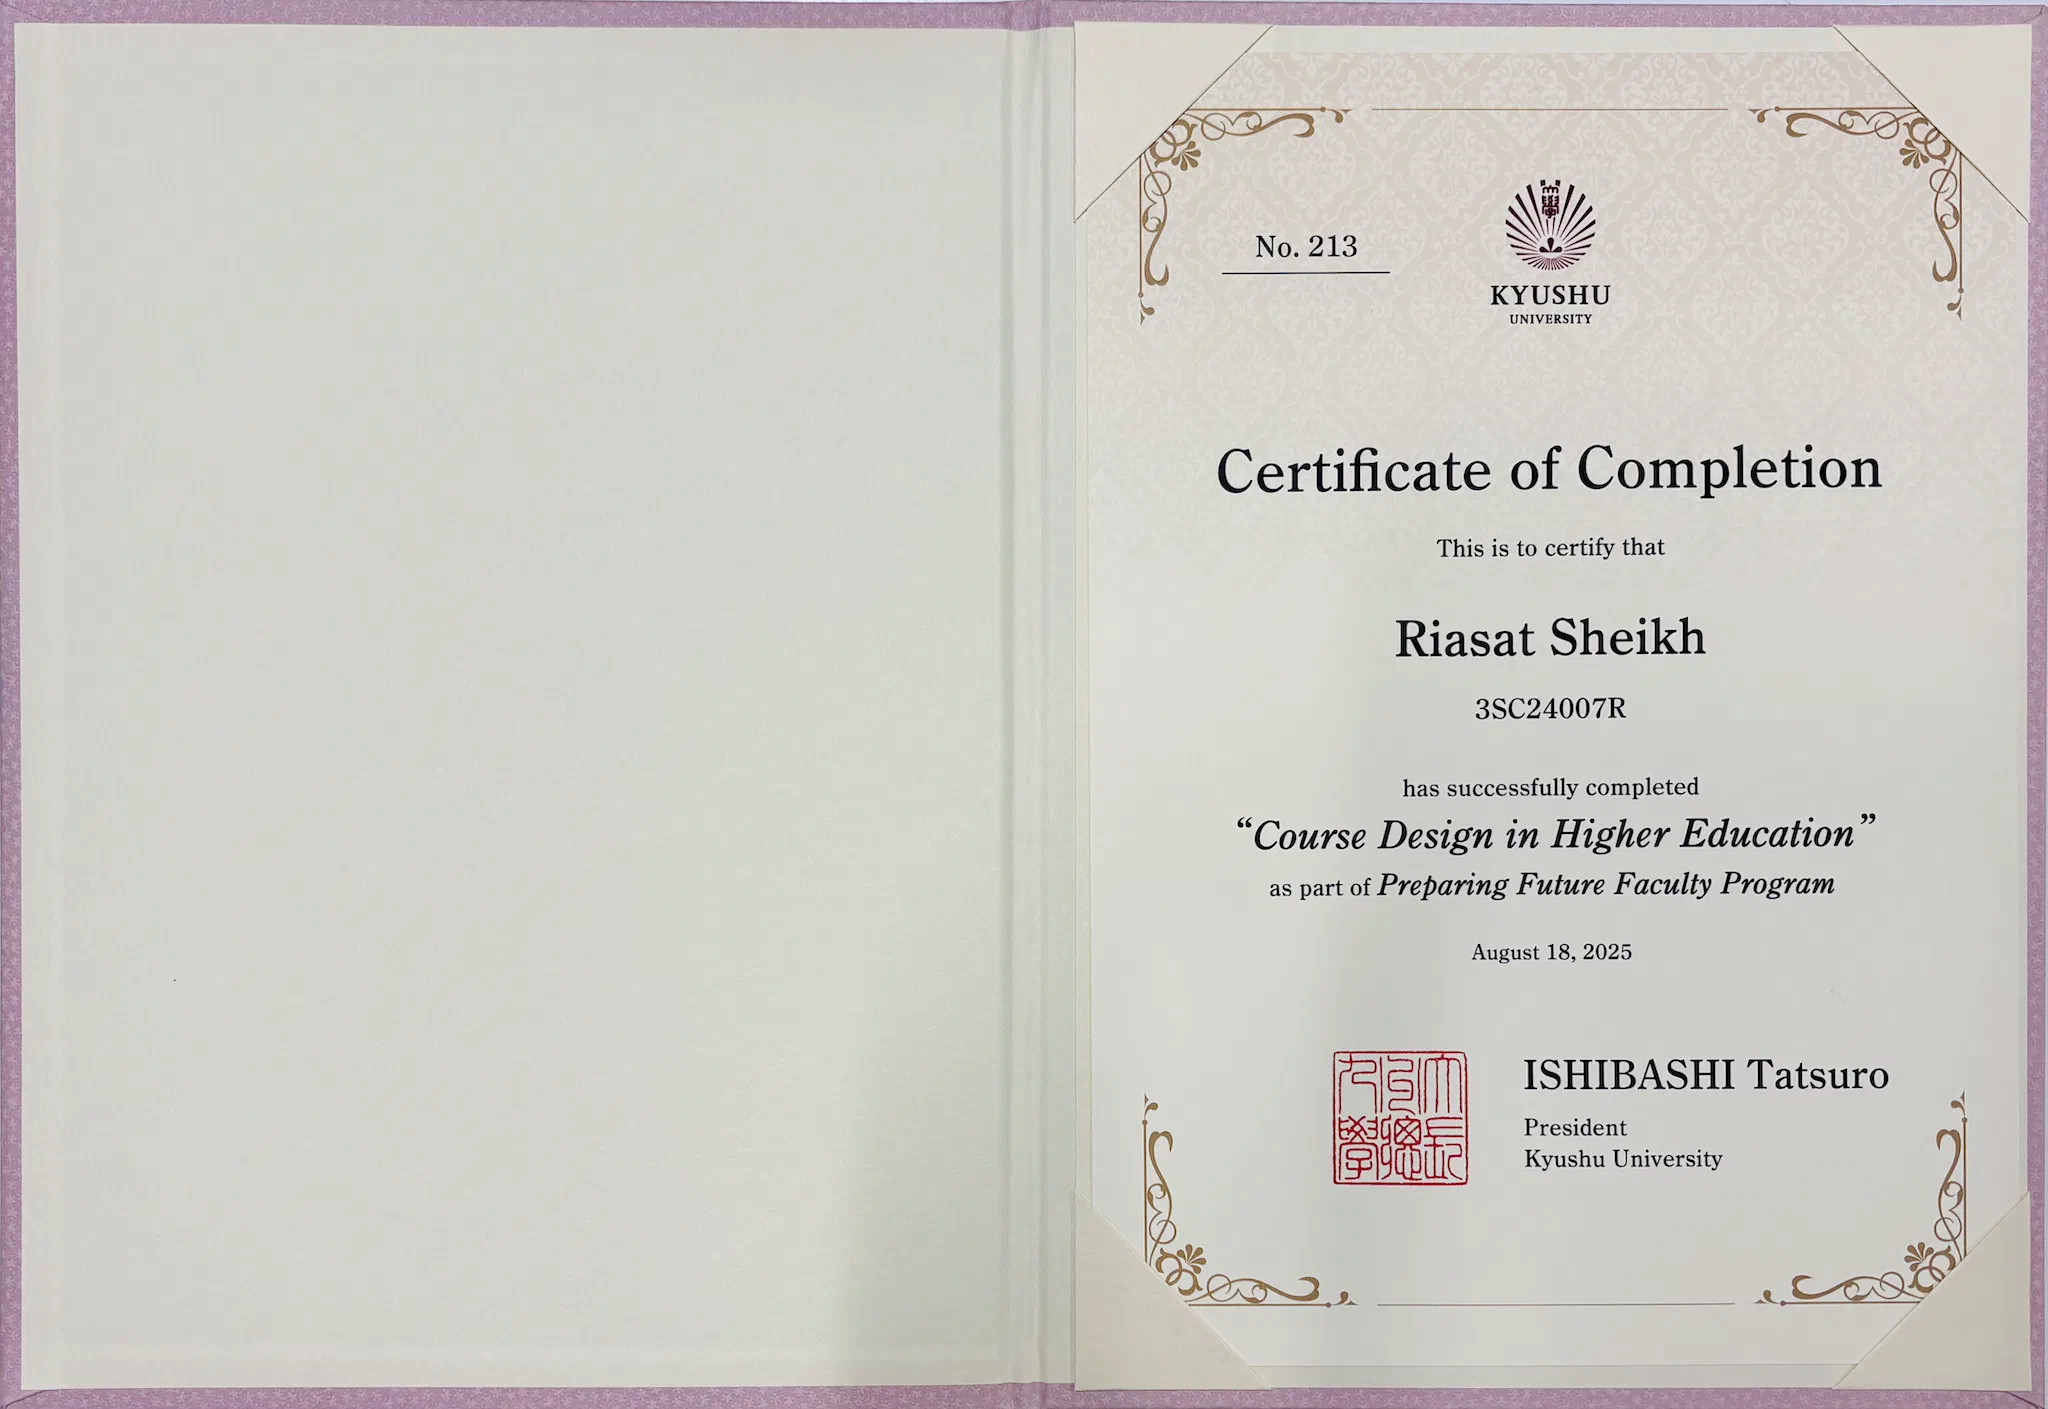 No. 213
KYUSHU
UNIVERSITY
Certificate of Completion
This is to certify that
Riasat Sheikh
3SC24007R
has successfully completed
“Course Design in Higher Education”
as part of Preparing Future Faculty Program
August 18, 2025
ISHIBASHI Tatsuro
President
Kyushu University